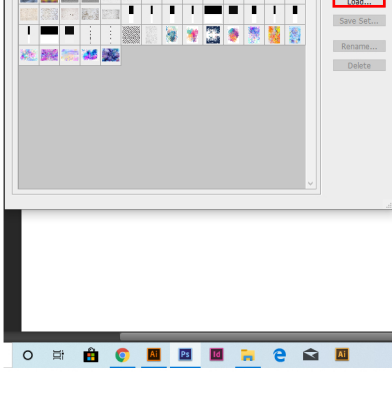 Load...
Save Set...
Rename...
Delete
Ai
Ps
Id
Ai